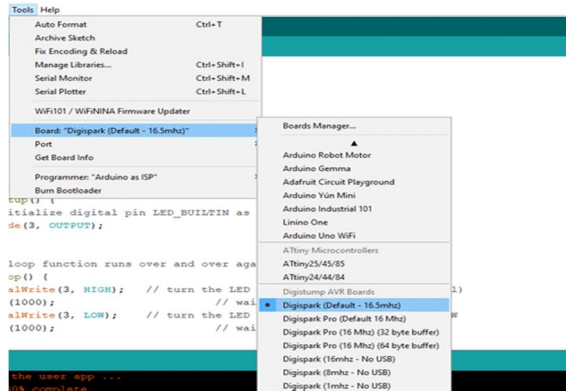 Tools Help
Auto Format Ctrl+T
Archive Sketch
Fix Encoding & Reload
Manage Libraries... Ctrl+Shift+I
Serial Monitor Ctrl+Shift+M
Serial Plotter Ctrl+Shift+L
WiFi101 / WiFiNINA Firmware Updater
Board: "Digispark (Default - 16.5mhz)"
Port
Get Board Info
Programmer: "Arduino as ISP"
Burn Bootloader
Boards Manager...
Arduino Robot Motor
Arduino Gemma
Adafruit Circuit Playground
Arduino Yún Mini
Arduino Industrial 101
Linino One
Arduino Uno WiFi
ATtiny Microcontrollers
ATtiny25/45/85
ATtiny24/44/84
Digistump AVR Boards
Digispark (Default - 16.5mhz)
Digispark Pro (Default 16 Mhz)
Digispark Pro (16 Mhz) (32 byte buffer)
Digispark Pro (16 Mhz) (64 byte buffer)
Digispark (16mhz - No USB)
Digispark (8mhz - No USB)
Digispark (1mhz - No USB)
tup() {
itialize digital pin LED_BUILTIN as
de(3, OUTPUT);
loop function runs over and over aga
op() {
alWrite(3, HIGH); // turn the LED l)
(1000); // wai
alWrite(3, LOW); // turn the LED W
(1000); // wai
the user app ...
complete